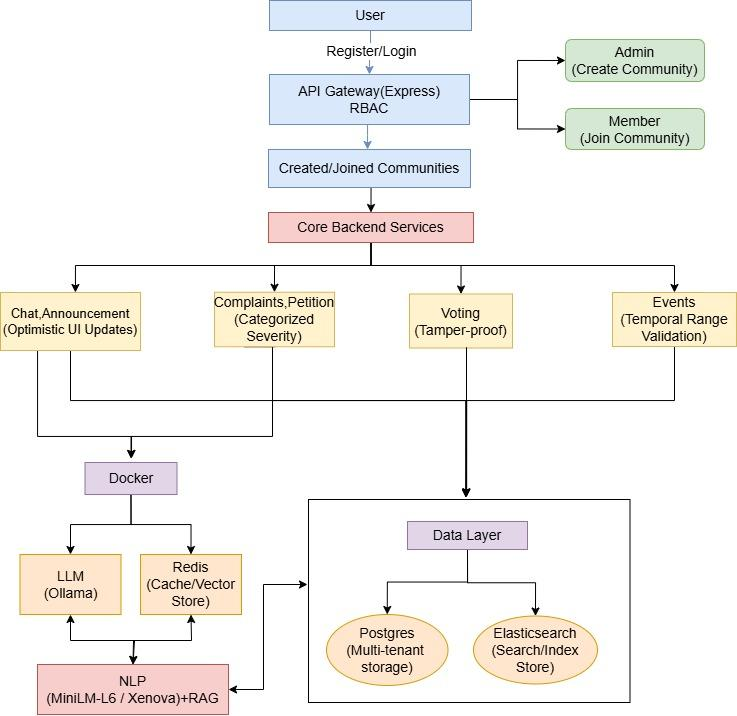 User
Register/Login
API Gateway(Express)
RBAC
Admin
(Create Community)
Member
(Join Community)
Created/Joined Communities
Core Backend Services
Chat,Announcement
(Optimistic UI Updates)
Complaints,Petition
(Categorized
Severity)
Voting
(Tamper-proof)
Events
(Temporal Range
Validation)
Docker
LLM
(Ollama)
Redis
(Cache/Vector
Store)
NLP
(MiniLM-L6 / Xenova)+RAG
Data Layer
Postgres
(Multi-tenant
storage)
Elasticsearch
(Search/Index
Store)